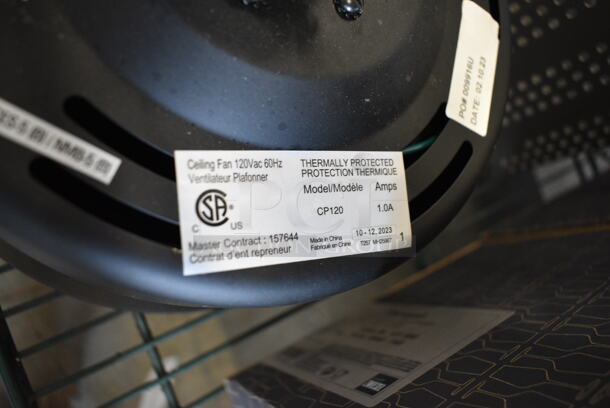 PO# 009916U
DATE: 02.10.23
Ceiling Fan 120Vac 60Hz
Ventilateur Plafonner
THERMALLY PROTECTED
PROTECTION THERMIQUE
Model/Modèle Amps
CP120 1.0A
C US
Master Contract : 157644
Contrat d'ent repreneur
Made in China
Fabriqué en Chine
10 - 12, 2023
1